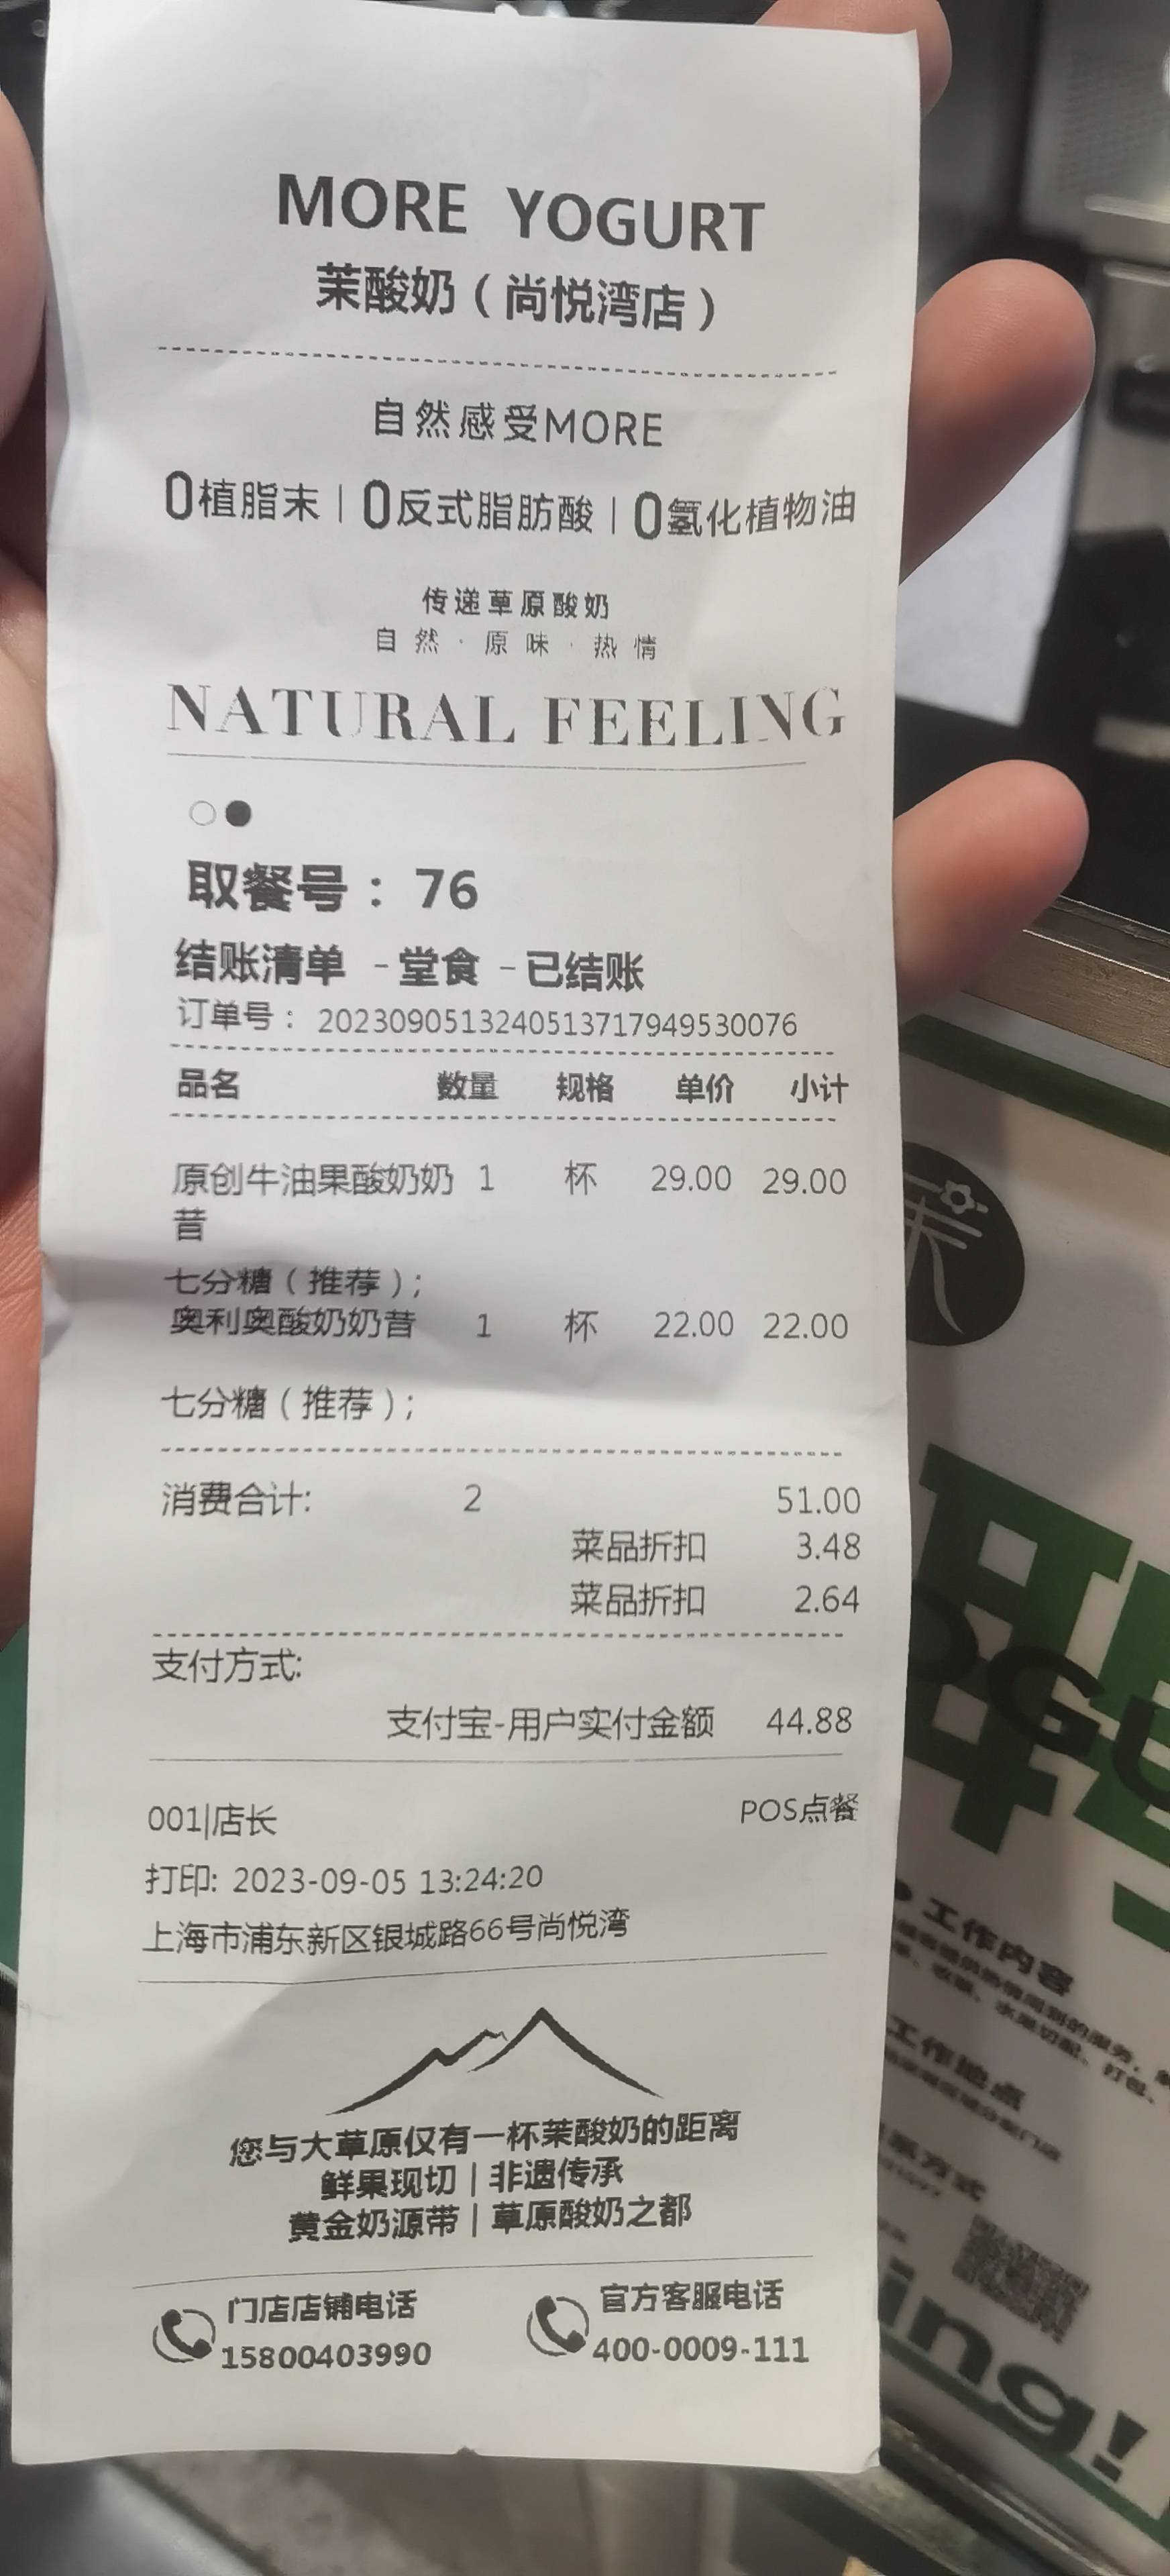 MORE YOGURT
茉酸奶（尚悦湾店）
自然感受MORE
0植脂末 | 0反式脂肪酸 | 0氢化植物油
传递草原酸奶
自然·原味·热情
NATURAL FEELING
取餐号：76
结账清单 -堂食 -已结账
订单号：2023090513240513717949530076
品名 数量 规格 单价 小计
原创牛油果酸奶奶 1 杯 29.00 29.00
昔
七分糖（推荐）;
奥利奥酸奶奶昔 1 杯 22.00 22.00
七分糖（推荐）;
消费合计: 2 51.00
菜品折扣 3.48
菜品折扣 2.64
支付方式:
支付宝-用户实付金额 44.88
001|店长 POS点餐
打印: 2023-09-05 13:24:20
上海市浦东新区银城路66号尚悦湾
您与大草原仅有一杯茉酸奶的距离
鲜果现切 | 非遗传承
黄金奶源带 | 草原酸奶之都
门店店铺电话 官方客服电话
15800403990 400-0009-111
工作内容
工作地点
ing!